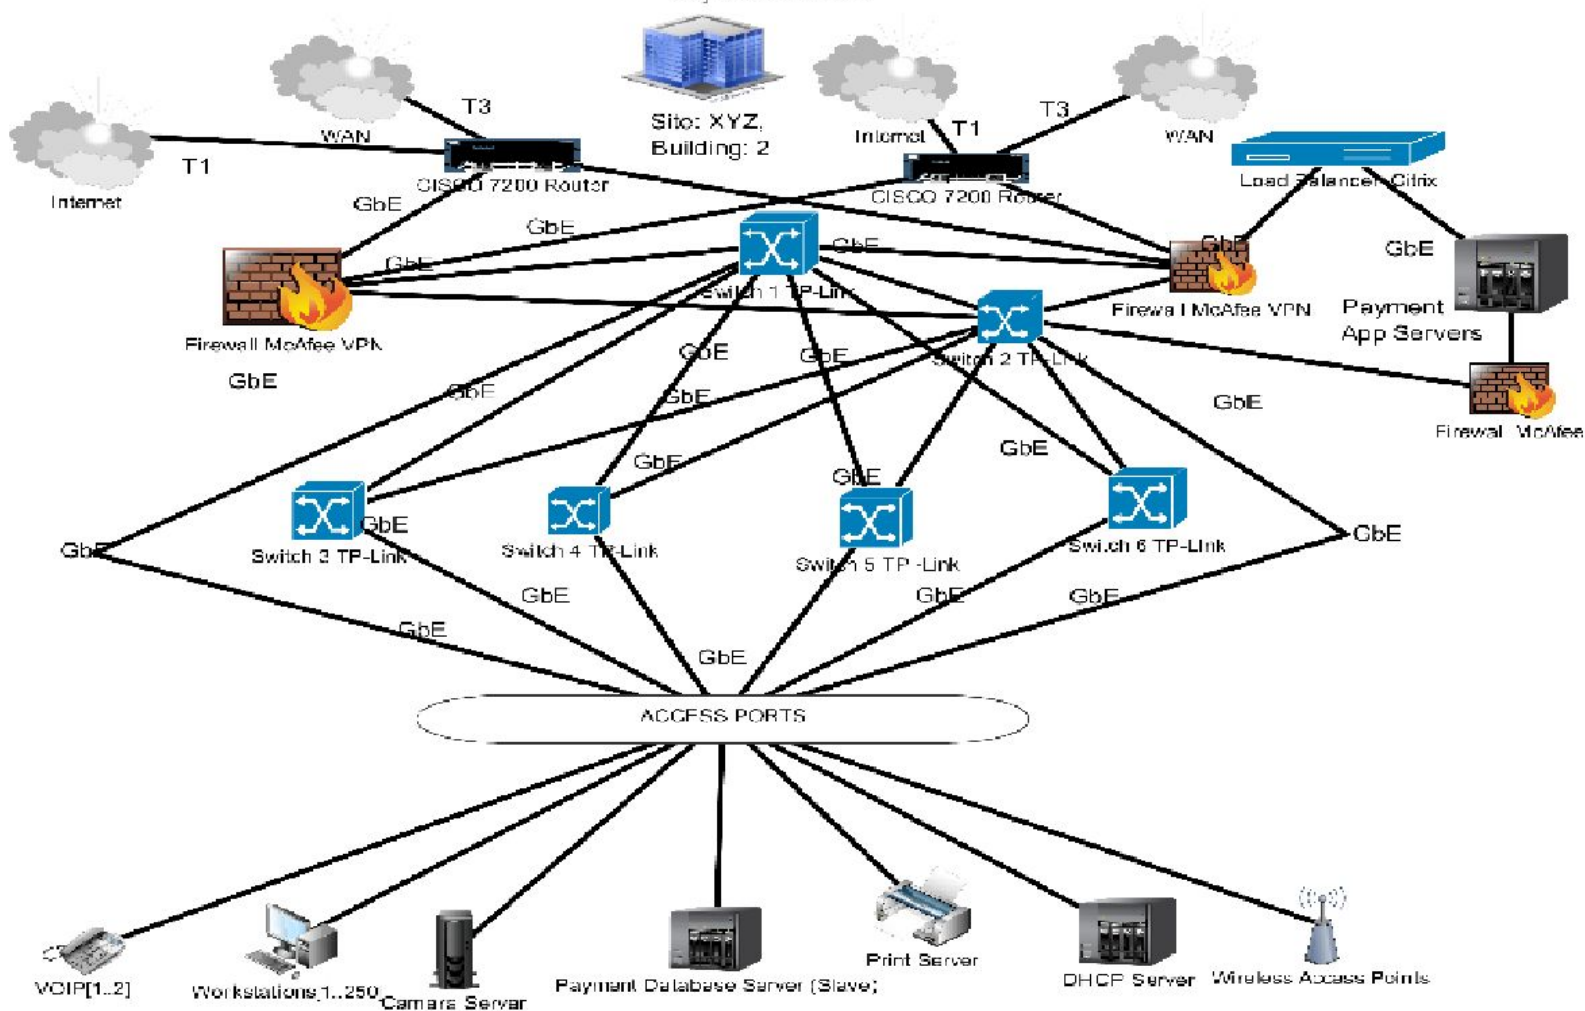 T3
WAN
T1
Internet
CISCO 7200 Router
GbE
Site: XYZ,
Building: 2
Internet
T1
T3
WAN
CISCO 7200 Router
Load Balancer Citrix
GbE
GbE
GbE
GbE
GbE
Switch 1 TP-Link
Firewall McAfee VPN
Firewall McAfee VPN
Payment
App Servers
GbE
GbE
GbE
Switch 2 TP-Link
GbE
GbE
GbE
Firewall McAfee
GbE
GbE
GbE
GbE
GbE
GbE
Switch 3 TP-Link
Switch 4 TP-Link
Switch 5 TP-Link
Switch 6 TP-Link
GbE
GbE
GbE
GbE
GbE
GbE
ACCESS PORTS
VOIP[1..2]
Workstations[1..250]
Camara Server
Payment Database Server (Slave)
Print Server
DHCP Server
Wireless Access Points